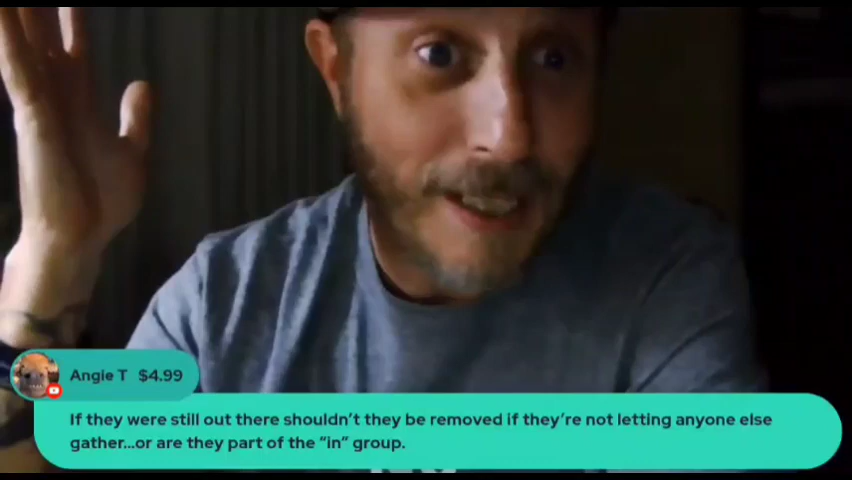 Angie T $4.99
If they were still out there shouldn't they be removed if they're not letting anyone else
gather...or are they part of the "in" group.